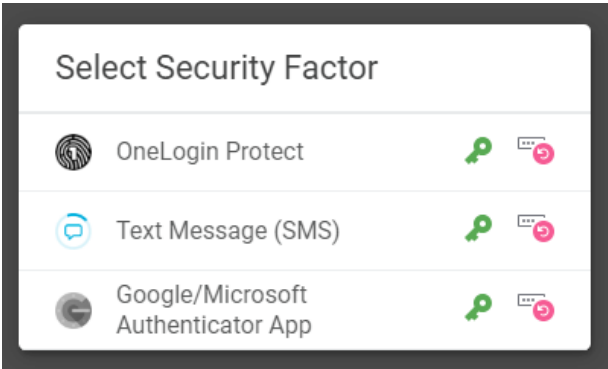 Select Security Factor
OneLogin Protect
Text Message (SMS)
Google/Microsoft
Authenticator App